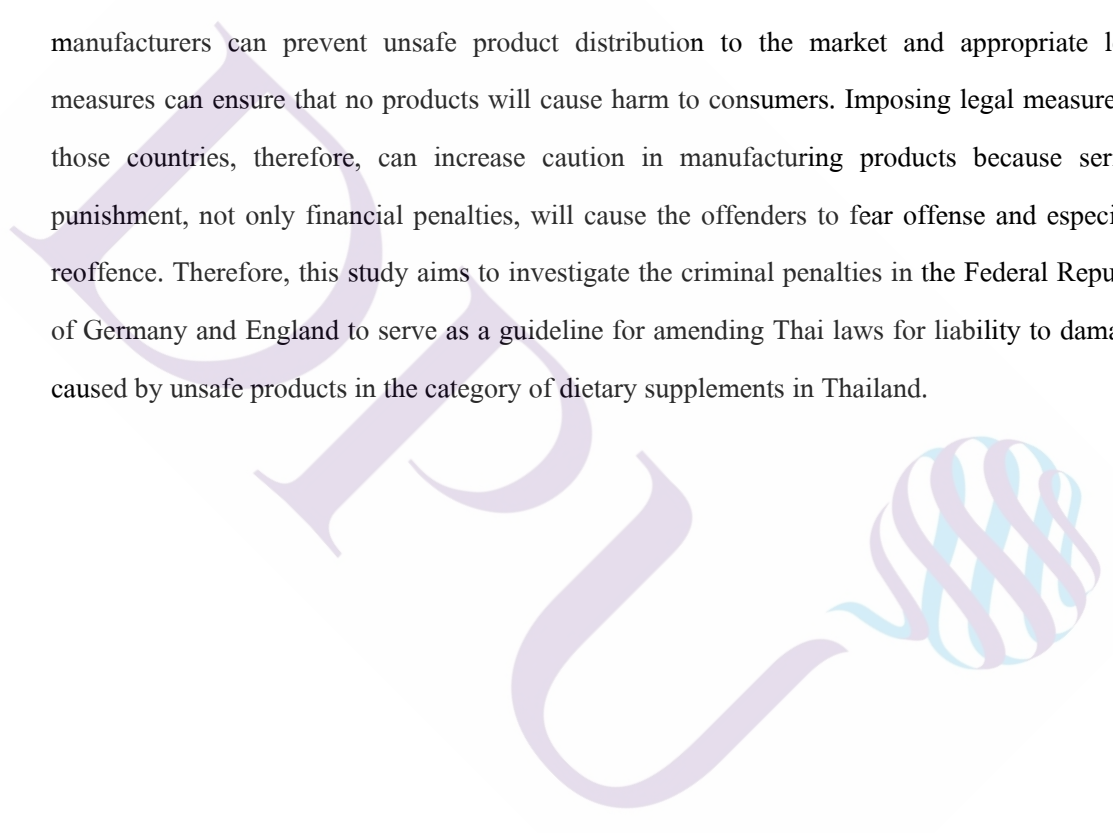 manufacturers can prevent unsafe product distribution to the market and appropriate
measures can ensure that no products will cause harm to consumers. Imposing legal measure
those countries, therefore, can increase caution in manufacturing products because
punishment, not only financial penalties, will cause the offenders to fear offense and
reoffence. Therefore, this study aims to investigate the criminal penalties in the Federal
of Germany and England to serve as a guideline for amending Thai laws for liability to
caused by unsafe products in the category of dietary supplements in Thailand.
DPU